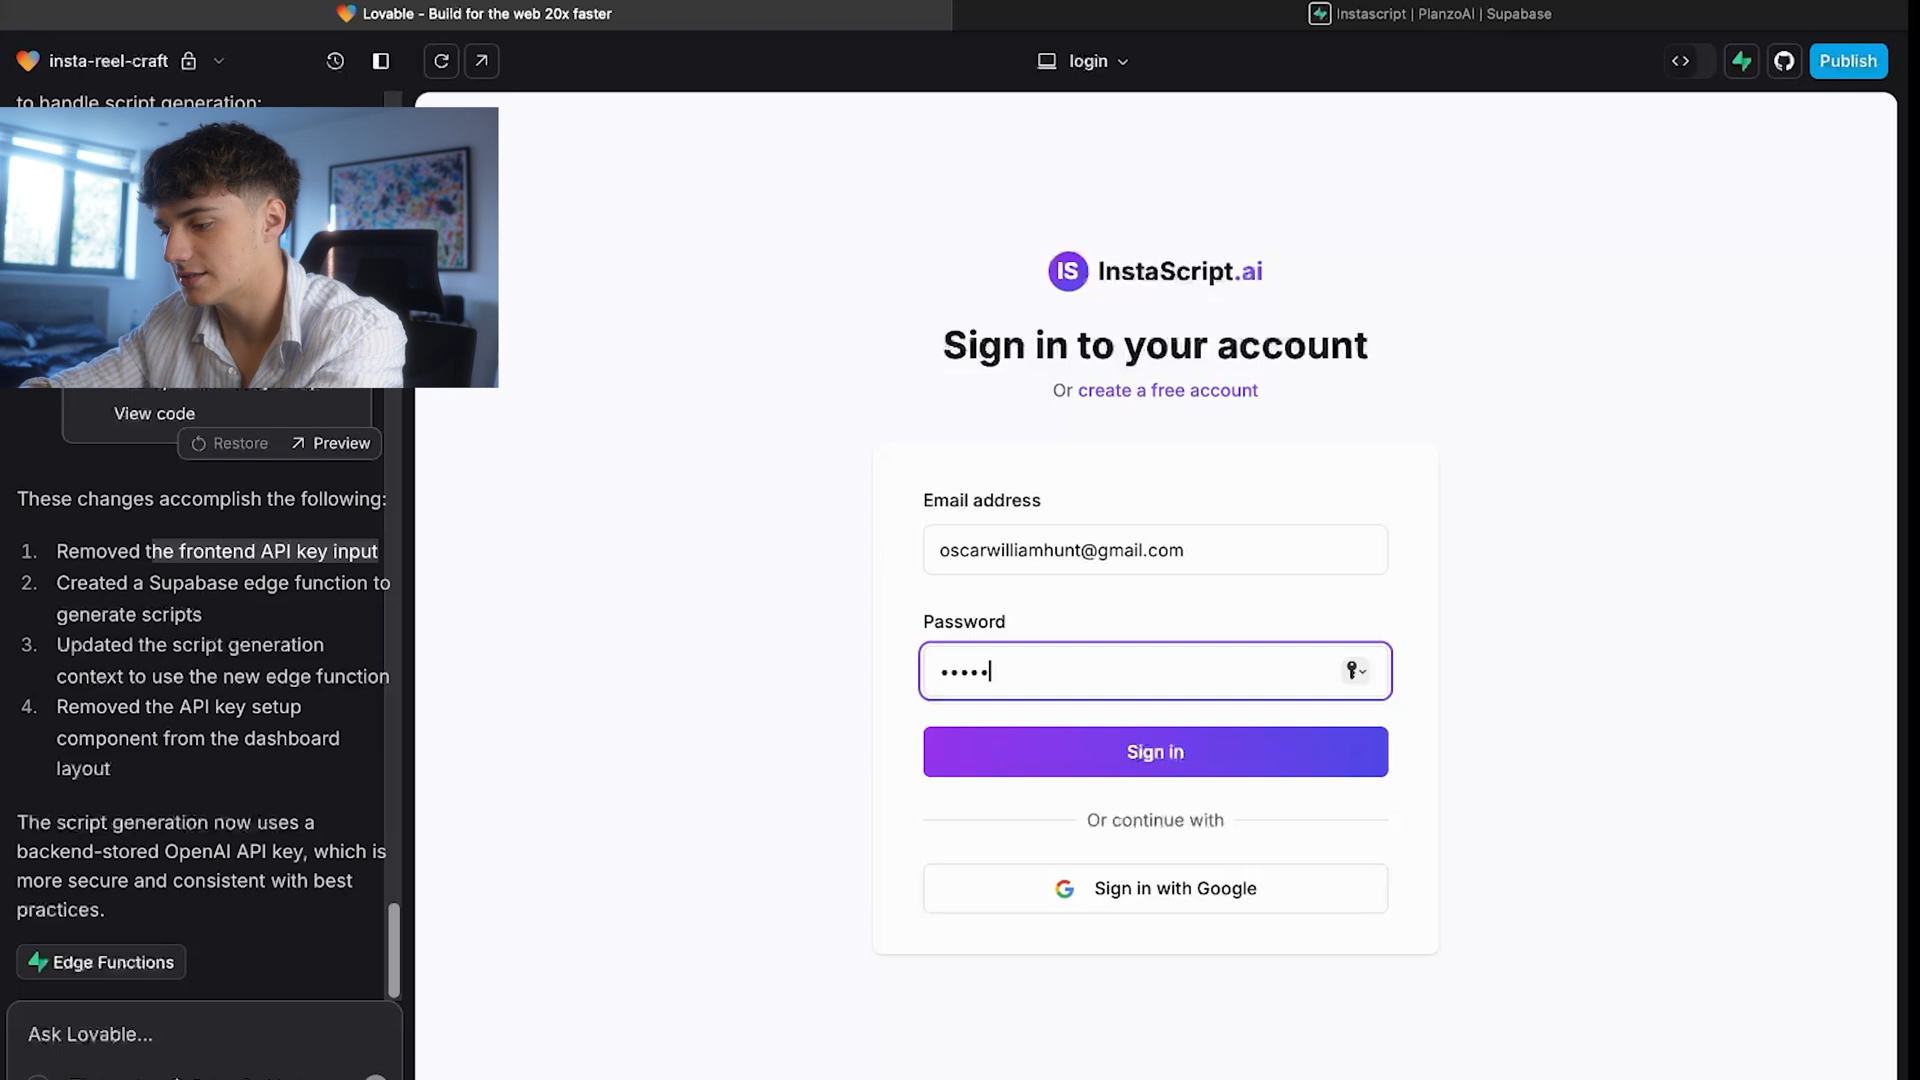 Lovable - Build for the web 20x faster
Instascript | PlanzoAI | Supabase
insta-reel-craft
login
<>
Publish
to handle script generation:
View code
Restore
Preview
These changes accomplish the following:
1. Removed the frontend API key input
2. Created a Supabase edge function to
generate scripts
3. Updated the script generation
context to use the new edge function
4. Removed the API key setup
component from the dashboard
layout
The script generation now uses a
backend-stored OpenAI API key, which is
more secure and consistent with best
practices.
Edge Functions
Ask Lovable...
IS InstaScript.ai
Sign in to your account
Or create a free account
Email address
oscarwilliamhunt@gmail.com
Password
•••••
Sign in
Or continue with
G Sign in with Google